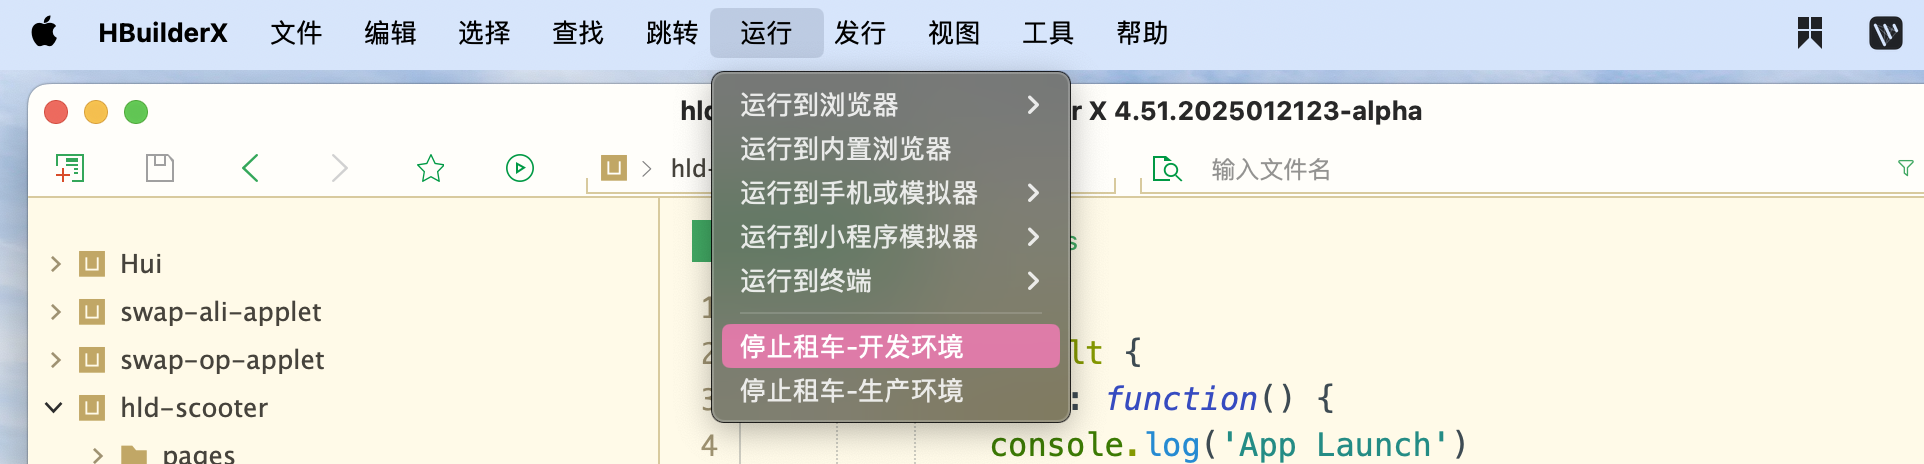 HBuilderX 文件 编辑 选择 查找 跳转 运行 发行 视图 工具 帮助
r X 4.51.2025012123-alpha
hld- 输入文件名
运行到浏览器
运行到内置浏览器
运行到手机或模拟器
运行到小程序模拟器
运行到终端
停止租车-开发环境
停止租车-生产环境
Hui
swap-ali-applet
swap-op-applet
hld-scooter
pages
s
1
2 lt {
3 : function() {
4 console.log('App Launch')